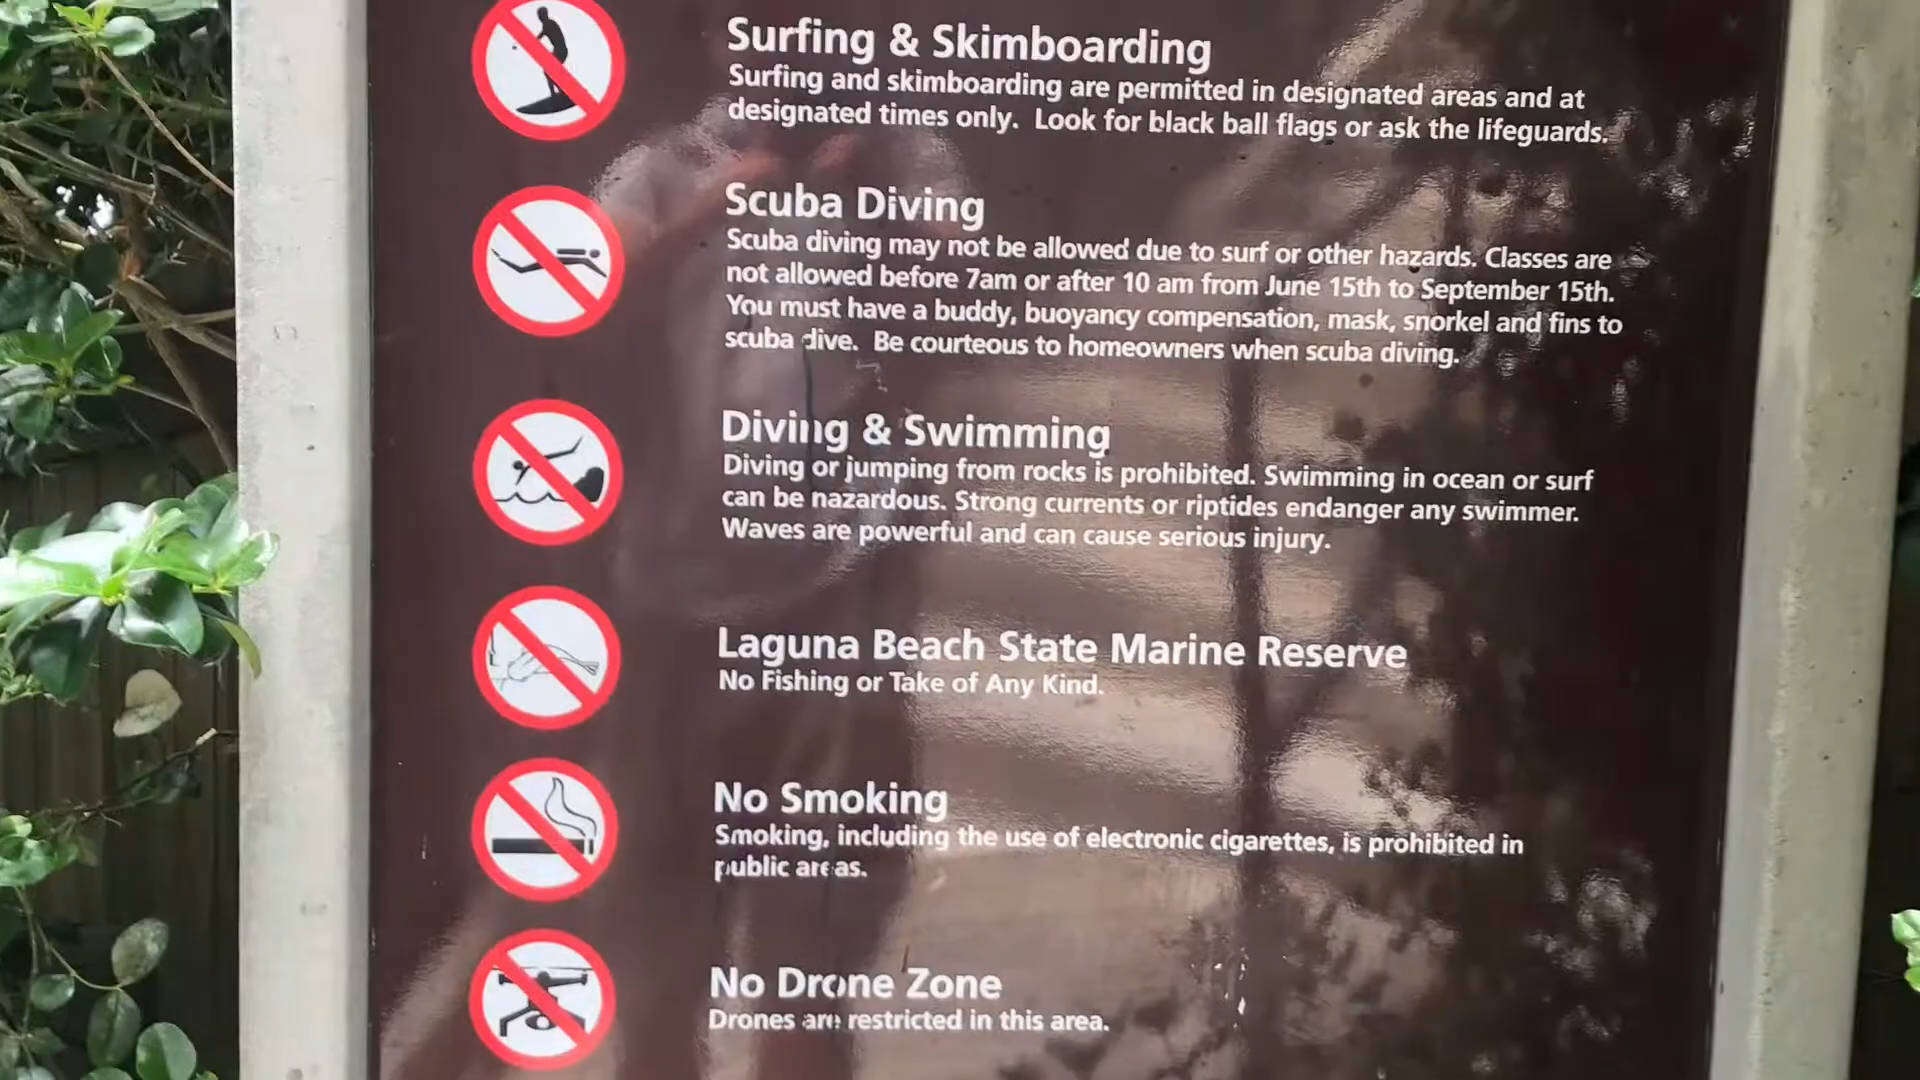 Surfing & Skimboarding
Surfing and skimboarding are permitted in designated areas and at
designated times only. Look for black ball flags or ask the lifeguards.
Scuba Diving
Scuba diving may not be allowed due to surf or other hazards. Classes are
not allowed before 7am or after 10 am from June 15th to September 15th.
You must have a buddy, buoyancy compensation, mask, snorkel and fins to
scuba dive. Be courteous to homeowners when scuba diving.
Diving & Swimming
Diving or jumping from rocks is prohibited. Swimming in ocean or surf
can be hazardous. Strong currents or riptides endanger any swimmer.
Waves are powerful and can cause serious injury.
Laguna Beach State Marine Reserve
No Fishing or Take of Any Kind.
No Smoking
Smoking, including the use of electronic cigarettes, is prohibited in
public areas.
No Drone Zone
Drones are restricted in this area.